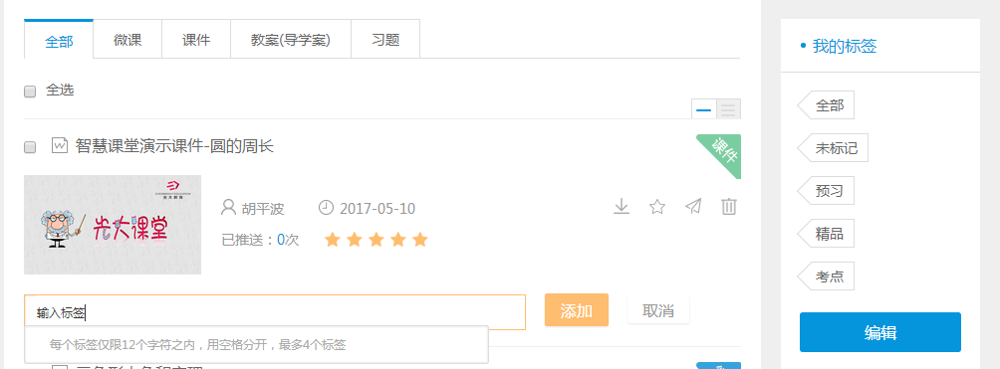 全部 微课 课件 教案(导学案) 习题
全选
智慧课堂演示课件-圆的周长
课件
光大课堂
胡平波 2017-05-10
已推送：0次
输入标签 添加 取消
每个标签仅限12个字符之内，用空格分开，最多4个标签
我的标签
全部
未标记
预习
精品
考点
编辑